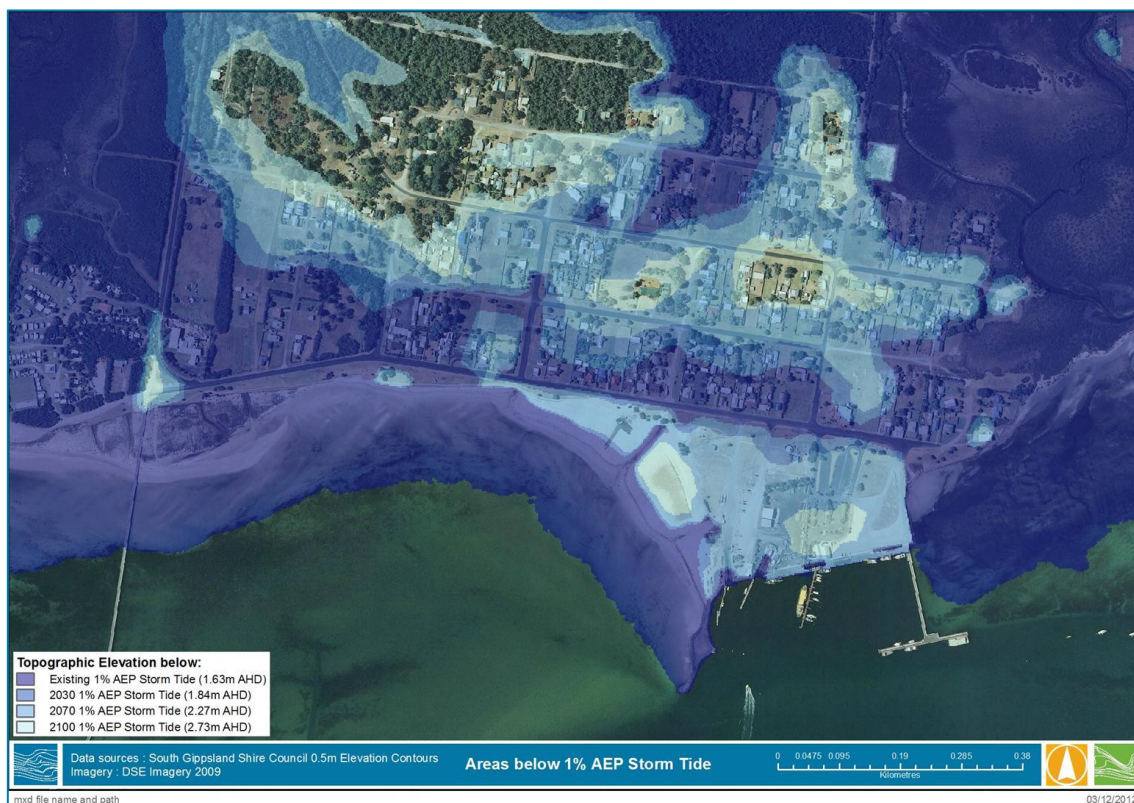 Topographic Elevation below:
Existing 1% AEP Storm Tide (1.63m AHD)
2030 1% AEP Storm Tide (1.84m AHD)
2070 1% AEP Storm Tide (2.27m AHD)
2100 1% AEP Storm Tide (2.73m AHD)
Data sources : South Gippsland Shire Council 0.5m Elevation Contours
Imagery : DSE Imagery 2009
Areas below 1% AEP Storm Tide
0 0.0475 0.095 0.19 0.285 0.38
Kilometres
mxd file name and path
03/12/2012